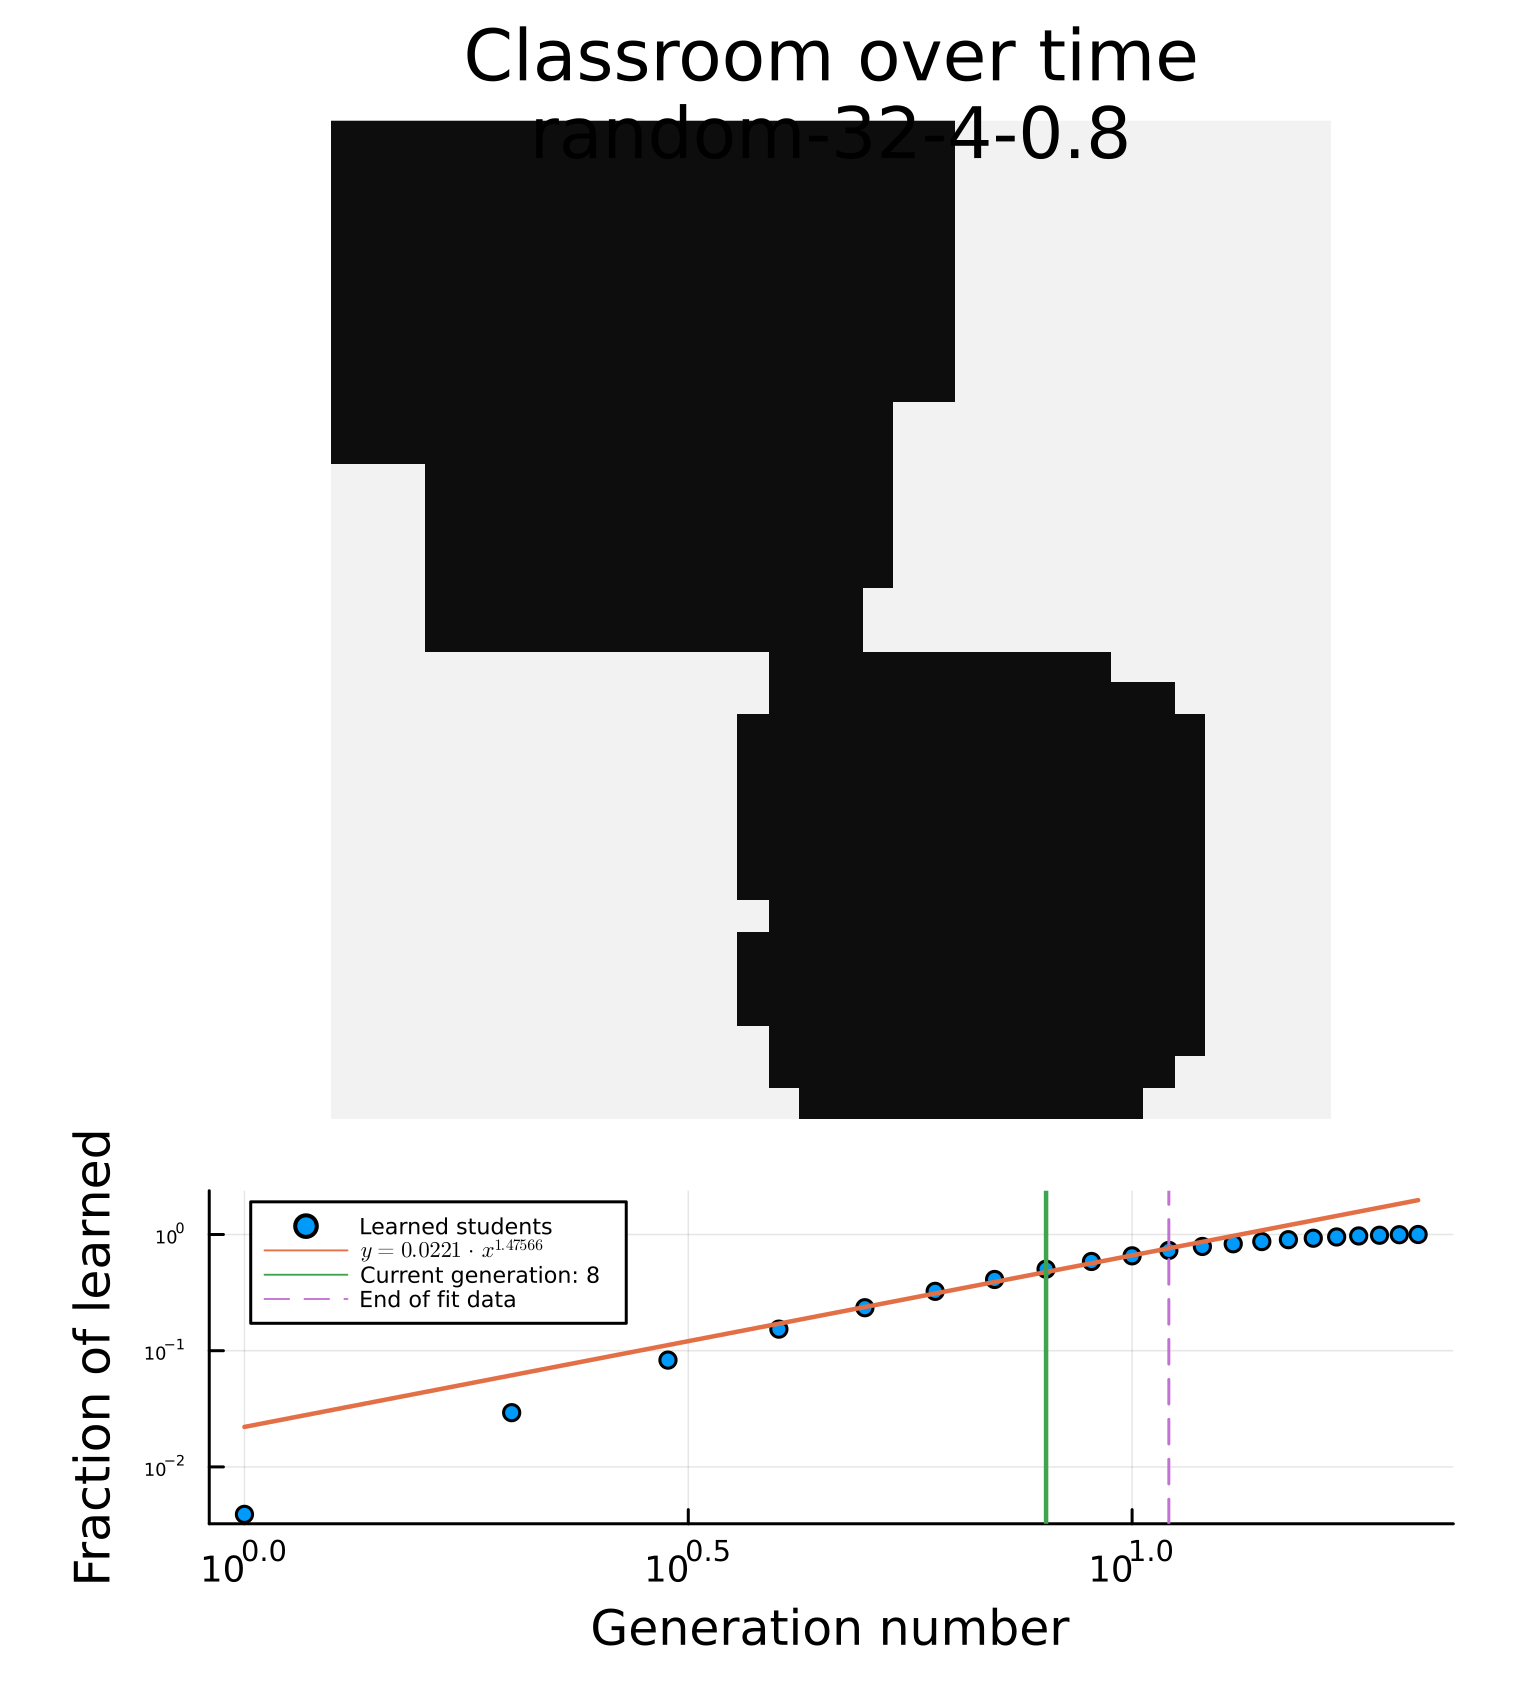 Classroom over time
random-32-4-0.8
Fraction of learned
10^0
10^−1
10^−2
Learned students
y = 0.0221 · x^1.47566
Current generation: 8
End of fit data
10^0.0 10^0.5 10^1.0
Generation number